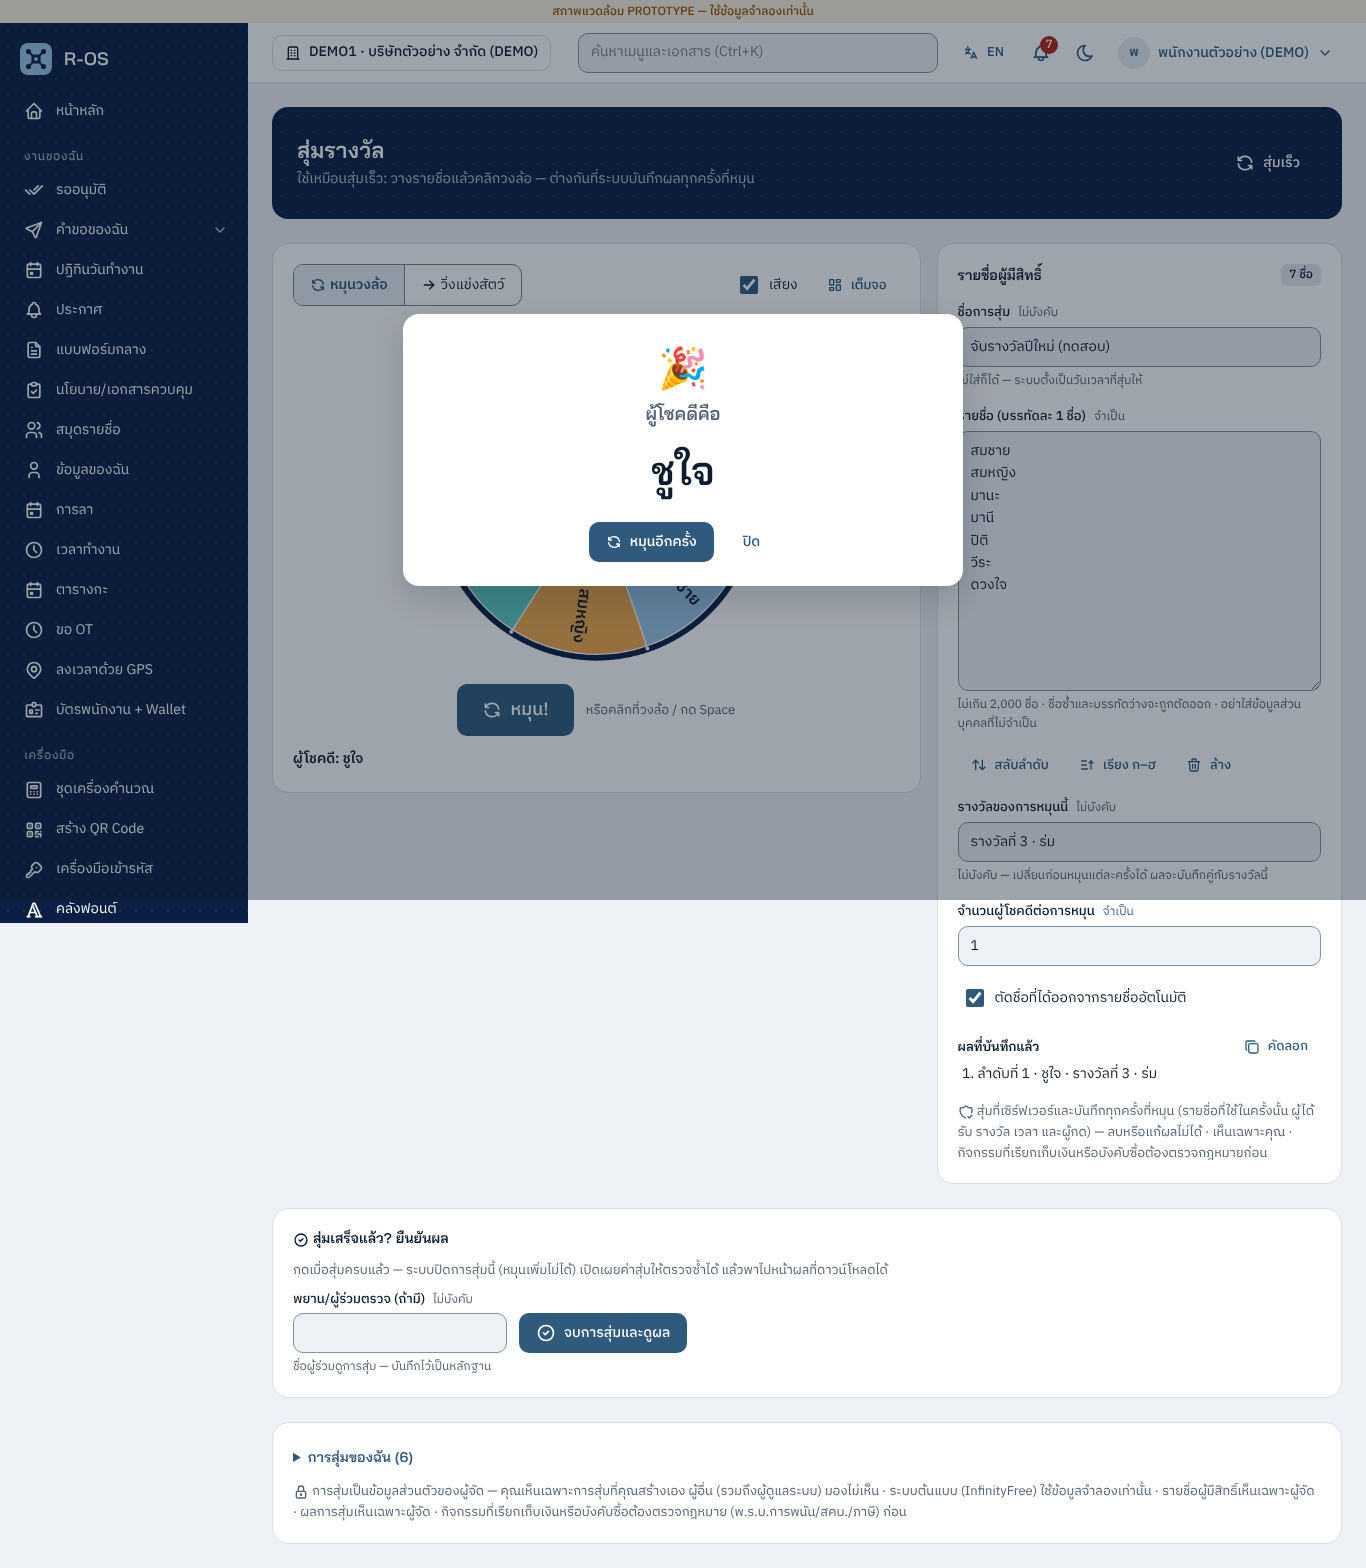 สภาพแวดล้อม PROTOTYPE — ใช้ข้อมูลจำลองเท่านั้น
R-OS
หน้าหลัก
งานของฉัน
รออนุมัติ
คำขอของฉัน
ปฏิทินวันทำงาน
ประกาศ
แบบฟอร์มกลาง
นโยบาย/เอกสารควบคุม
สมุดรายชื่อ
ข้อมูลของฉัน
การลา
เวลาทำงาน
ตารางกะ
ขอ OT
ลงเวลาด้วย GPS
บัตรพนักงาน + Wallet
เครื่องมือ
ชุดเครื่องคำนวณ
สร้าง QR Code
เครื่องมือเข้ารหัส
คลังฟอนต์
DEMO1 · บริษัทตัวอย่าง จำกัด (DEMO)
ค้นหาเมนูและเอกสาร (Ctrl+K)
EN
7
พ
พนักงานตัวอย่าง (DEMO)
สุ่มรางวัล
ใช้เหมือนสุ่มเร็ว: วางรายชื่อแล้วคลิกวงล้อ — ต่างกันที่ระบบบันทึกผลทุกครั้งที่หมุน
สุ่มเร็ว
หมุนวงล้อ
วิ่งแข่งสัตว์
เสียง
เต็มจอ
ผู้โชคดีคือ
ชูใจ
หมุนอีกครั้ง
ปิด
สมหญิง
หมุน!
หรือคลิกที่วงล้อ / กด Space
ผู้โชคดี: ชูใจ
รายชื่อผู้มีสิทธิ์
7 ชื่อ
ชื่อการสุ่ม ไม่บังคับ
จับรางวัลปีใหม่ (ทดสอบ)
ใส่ก็ได้ — ระบบตั้งเป็นวันเวลาที่สุ่มให้
รายชื่อ (บรรทัดละ 1 ชื่อ) จำเป็น
สมชาย
สมหญิง
มานะ
มานี
ปิติ
วีระ
ดวงใจ
ไม่เกิน 2,000 ชื่อ · ชื่อซ้ำและบรรทัดว่างจะถูกตัดออก · อย่าใส่ข้อมูลส่วน
บุคคลที่ไม่จำเป็น
สลับลำดับ
เรียง ก–ฮ
ล้าง
รางวัลของการหมุนนี้ ไม่บังคับ
รางวัลที่ 3 · ร่ม
ไม่บังคับ — เปลี่ยนก่อนหมุนแต่ละครั้งได้ ผลจะบันทึกคู่กับรางวัลนี้
จำนวนผู้โชคดีต่อการหมุน จำเป็น
1
ตัดชื่อที่ได้ออกจากรายชื่ออัตโนมัติ
ผลที่บันทึกแล้ว
คัดลอก
1. ลำดับที่ 1 · ชูใจ · รางวัลที่ 3 · ร่ม
สุ่มที่เซิร์ฟเวอร์และบันทึกทุกครั้งที่หมุน (รายชื่อที่ใช้ในครั้งนั้น ผู้ได้
รับ รางวัล เวลา และผู้กด) — ลบหรือแก้ผลไม่ได้ · เห็นเฉพาะคุณ ·
กิจกรรมที่เรียกเก็บเงินหรือบังคับซื้อต้องตรวจกฎหมายก่อน
สุ่มเสร็จแล้ว? ยืนยันผล
กดเมื่อสุ่มครบแล้ว — ระบบปิดการสุ่มนี้ (หมุนเพิ่มไม่ได้) เปิดเผยค่าสุ่มให้ตรวจซ้ำได้ แล้วพาไปหน้าผลที่ดาวน์โหลดได้
พยาน/ผู้ร่วมตรวจ (ถ้ามี) ไม่บังคับ
จบการสุ่มและดูผล
ชื่อผู้ร่วมดูการสุ่ม — บันทึกไว้เป็นหลักฐาน
การสุ่มของฉัน (6)
การสุ่มเป็นข้อมูลส่วนตัวของผู้จัด — คุณเห็นเฉพาะการสุ่มที่คุณสร้างเอง ผู้อื่น (รวมถึงผู้ดูแลระบบ) มองไม่เห็น · ระบบต้นแบบ (InfinityFree) ใช้ข้อมูลจำลองเท่านั้น · รายชื่อผู้มีสิทธิ์เห็นเฉพาะผู้จัด
· ผลการสุ่มเห็นเฉพาะผู้จัด · กิจกรรมที่เรียกเก็บเงินหรือบังคับซื้อต้องตรวจกฎหมาย (พ.ร.บ.การพนัน/สคบ./ภาษี) ก่อน